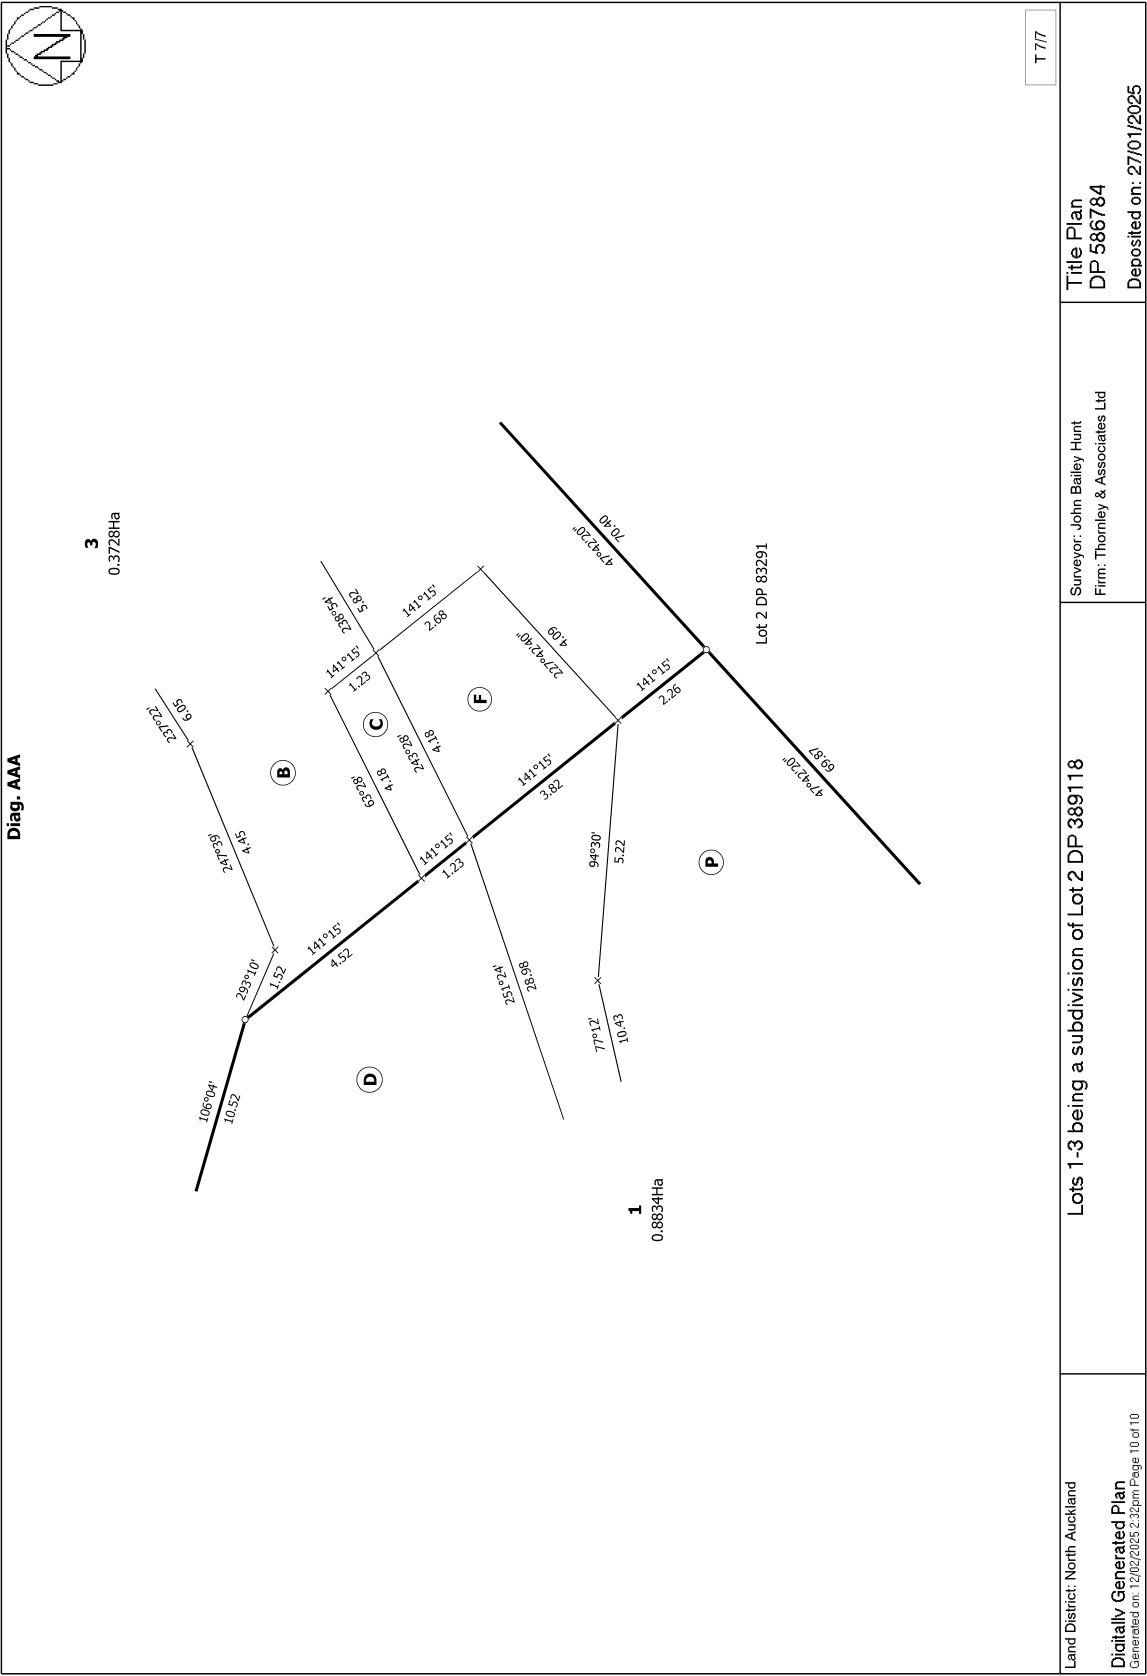 Diag. AAA
N
3
0.3728Ha
237°22'
6.05
247°39'
4.45
B
293°10'
1.52
238°54'
5.82
141°15'
1.23
141°15'
2.68
63°28'
4.18
C
243°28'
4.18
F
141°15'
4.52
141°15'
1.23
106°04'
10.52
D
251°24'
28.98
141°15'
3.82
227°42'40"
4.09
47°42'20"
70.40
141°15'
2.26
94°30'
5.22
77°12'
10.43
P
Lot 2 DP 83291
47°42'20"
69.87
1
0.8834Ha
T 7/7
Land District: North Auckland
Digitally Generated Plan
Generated on: 12/02/2025 2:32pm Page 10 of 10
Lots 1-3 being a subdivision of Lot 2 DP 389118
Surveyor: John Bailey Hunt
Firm: Thornley & Associates Ltd
Title Plan
DP 586784
Deposited on: 27/01/2025